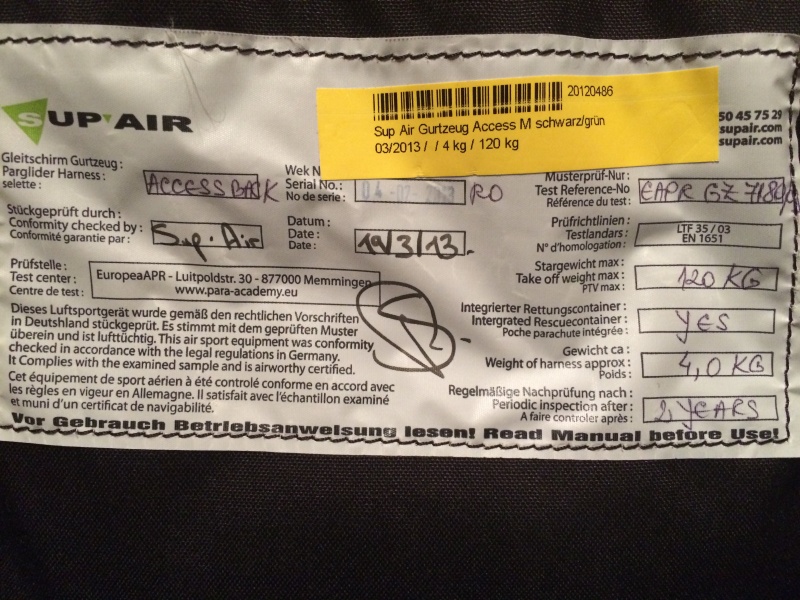 SUP'AIR
20120486
Sup Air Gurtzeug Access M schwarz/grün
03/2013 / / 4 kg / 120 kg
50 45 75 29
supair.com
supair.com
Gleitschirm Gurtzeug :
Parglider Harness :
selette :
ACCESS BACK
Wek N
Serial No.:
No de serie :
RO
Musterprüf-Nur:
Test Reference-No
Référence du test :
EAPR GZ
Stückgeprüft durch :
Conformity checked by :
Conformité garantie par :
Sup. Air
Datum :
Date :
Date :
19/3/13.
Prüfrichtlinien :
Testlandars :
N° d'homologation :
LTF 35 / 03
EN 1651
Prüfstelle :
Test center :
Centre de test :
EuropeaAPR - Luitpoldstr. 30 - 877000 Memmingen
www.para-academy.eu
Stargewicht max :
Take off weight max :
PTV max :
120 KG
Dieses Luftsportgerät wurde gemäß den rechtlichen Vorschriften
in Deutshland stückgeprüft. Es stimmt mit dem geprüften Muster
überein und ist lufttüchtig. This air sport equipment was conformity
checked in accordance with the legal regulations in Germany.
It Complies with the examined sample and is airworthy certified.
Cet équipement de sport aérien à été controlé conforme en accord avec
les règles en vigeur en Allemagne. Il satisfait avec l'échantillon examiné
et muni d'un certificat de navigabilité.
Integrierter Rettungscontainer :
Intergrated Rescuecontainer :
Poche parachute intégrée :
YES
Gewicht ca :
Weight of harness approx :
Poids :
4,0 KG
Regelmäßige Nachprüfung nach :
Periodic inspection after :
A faire controler après :
2 YEARS
Vor Gebrauch Betriebsanweisung lesen! Read Manual before Use!